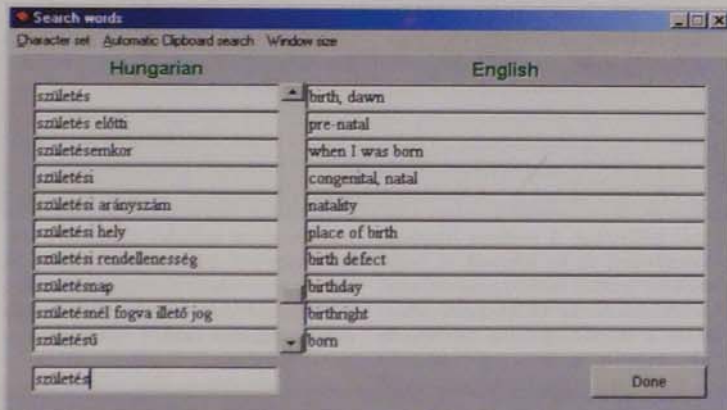 Search words
Character set Automatic Clipboard search Window size
Hungarian English
születés birth, dawn
születés előtti pre-natal
születésemkor when I was born
születési congenital, natal
születési arányszám natality
születési hely place of birth
születési rendellenesség birth defect
születésnap birthday
születésnél fogva illető jog birthright
születésű born
születés Done